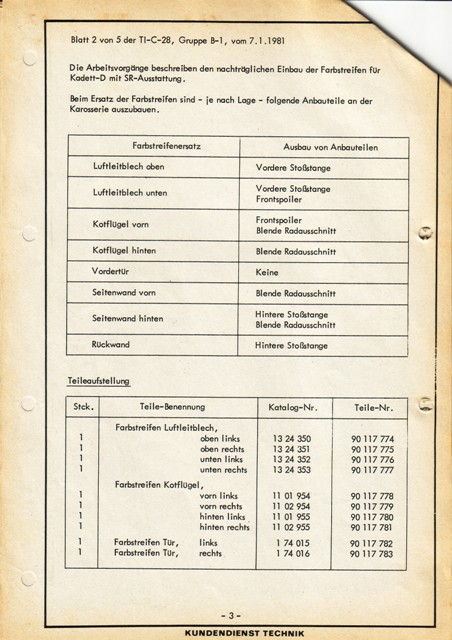 Blatt 2 von 5 der TI-C-28, Gruppe B-1, vom 7.1.1981
Die Arbeitsvorgänge beschreiben den nachträglichen Einbau der Farbstreifen für
Kadett-D mit SR-Ausstattung.
Beim Ersatz der Farbstreifen sind - je nach Lage - folgende Anbauteile an der
Karosserie auszubauen.
Farbstreifenersatz Ausbau von Anbauteilen
Luftleitblech oben Vordere Stoßstange
Luftleitblech unten Vordere Stoßstange
Frontspoiler
Kotflügel vorn Frontspoiler
Blende Radausschnitt
Kotflügel hinten Blende Radausschnitt
Vordertür Keine
Seitenwand vorn Blende Radausschnitt
Seitenwand hinten Hintere Stoßstange
Blende Radausschnitt
Rückwand Hintere Stoßstange
Teileaufstellung
Stck. Teile-Benennung Katalog-Nr. Teile-Nr.
Farbstreifen Luftleitblech,
1 oben links 13 24 350 90 117 774
1 oben rechts 13 24 351 90 117 775
1 unten links 13 24 352 90 117 776
1 unten rechts 13 24 353 90 117 777
Farbstreifen Kotflügel,
1 vorn links 11 01 954 90 117 778
1 vorn rechts 11 02 954 90 117 779
1 hinten links 11 01 955 90 117 780
1 hinten rechts 11 02 955 90 117 781
1 Farbstreifen Tür, links 1 74 015 90 117 782
1 Farbstreifen Tür, rechts 1 74 016 90 117 783
- 3 -
KUNDENDIENST TECHNIK